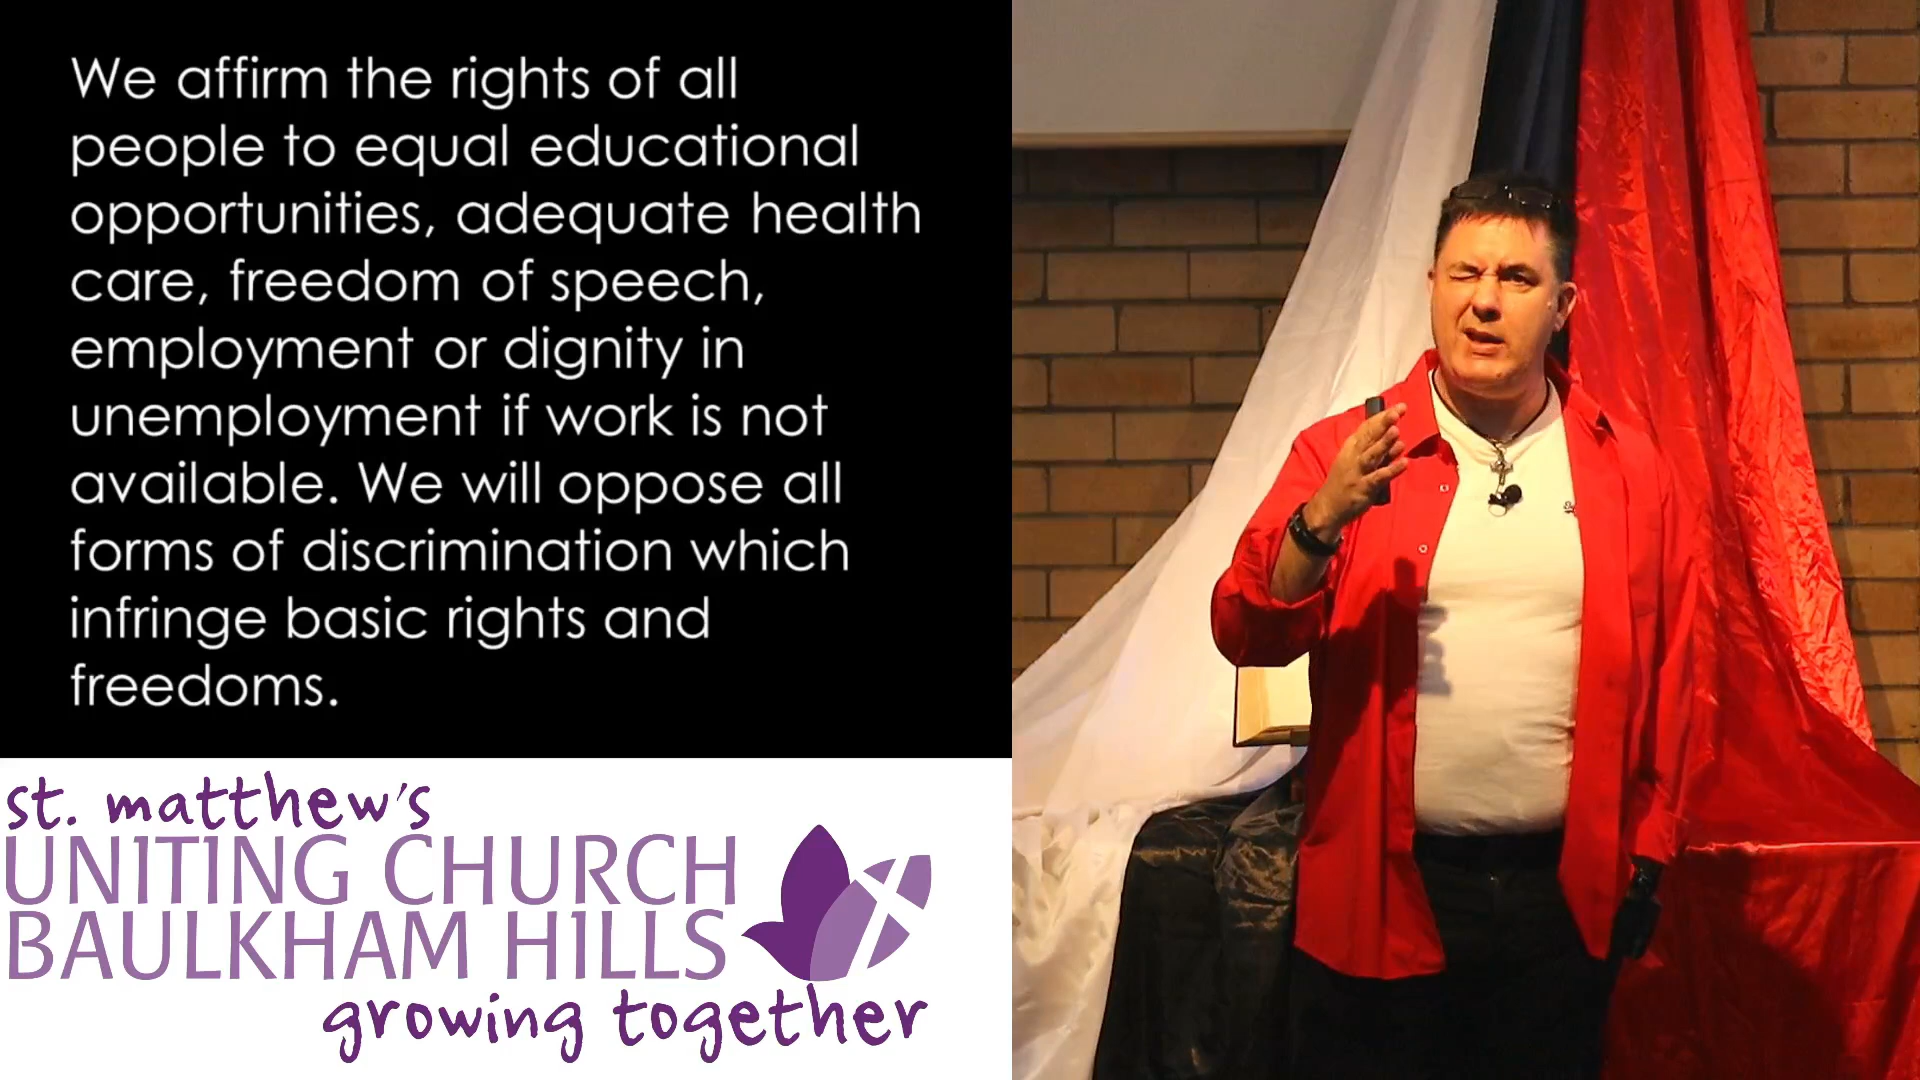 We affirm the rights of all
people to equal educational
opportunities, adequate health
care, freedom of speech,
employment or dignity in
unemployment if work is not
available. We will oppose all
forms of discrimination which
infringe basic rights and
freedoms.
st. matthew's
UNITING CHURCH
BAULKHAM HILLS
growing together